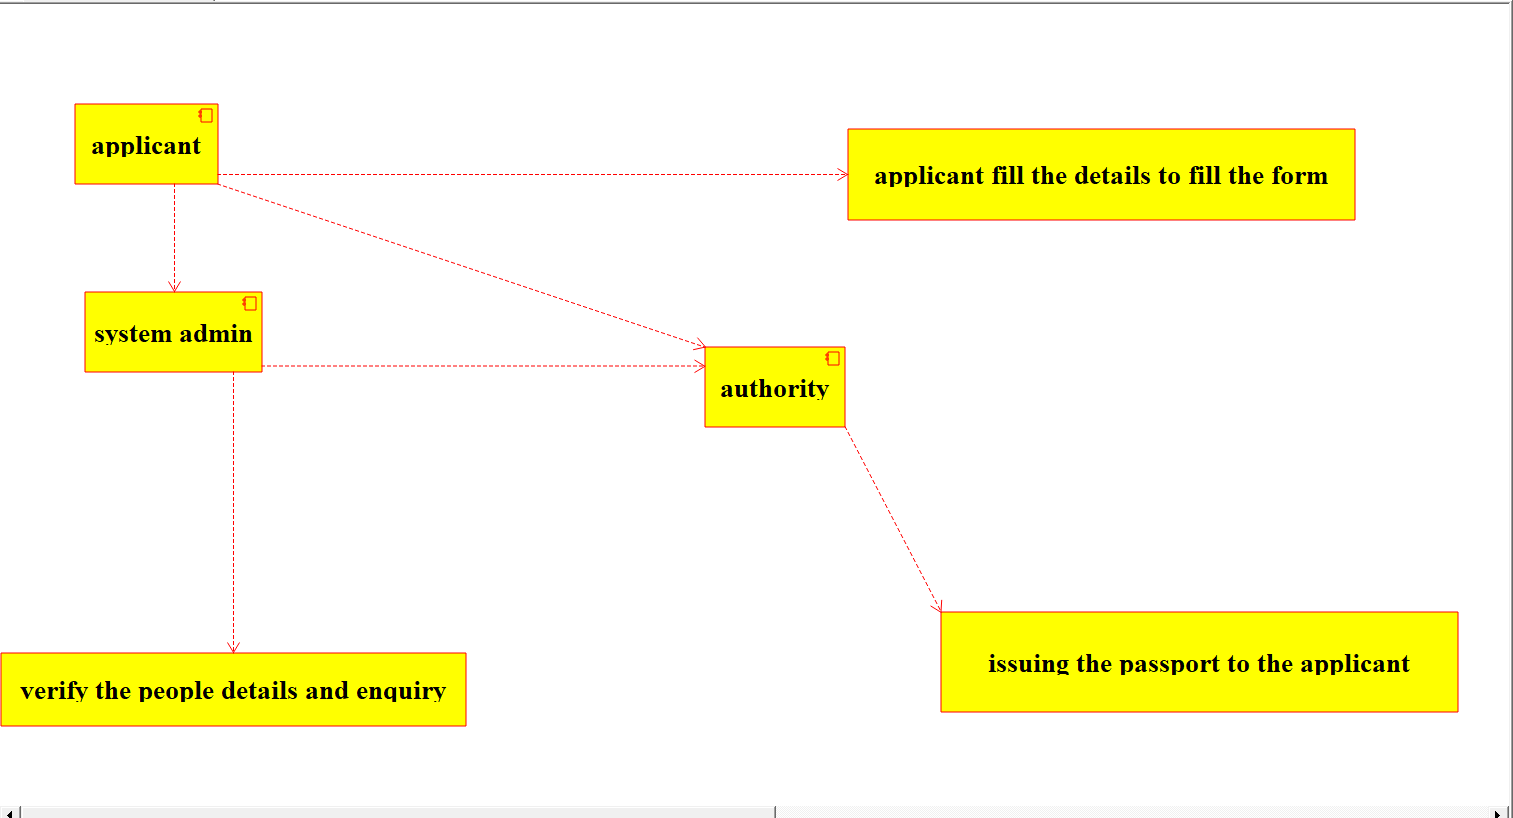 applicant
applicant fill the details to fill the form
system admin
authority
issuing the passport to the applicant
verify the people details and enquiry